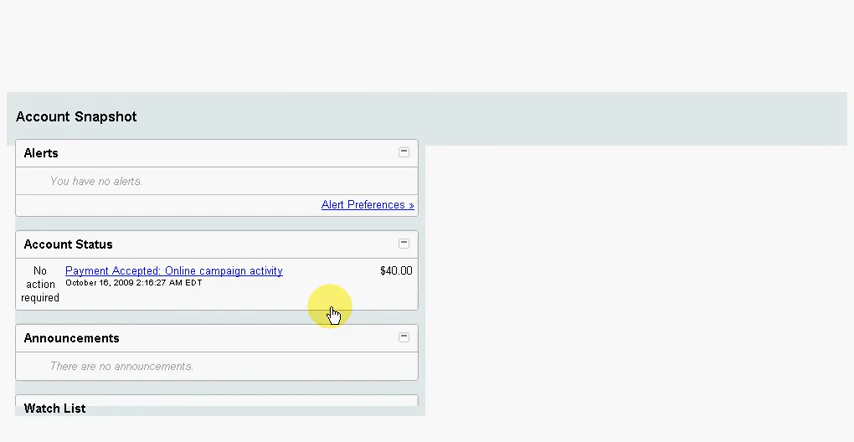 Account Snapshot
Alerts
You have no alerts.
Alert Preferences »
Account Status
No action required
Payment Accepted: Online campaign activity
$40.00
October 16, 2009 2:16:27 AM EDT
Announcements
There are no announcements.
Watch List